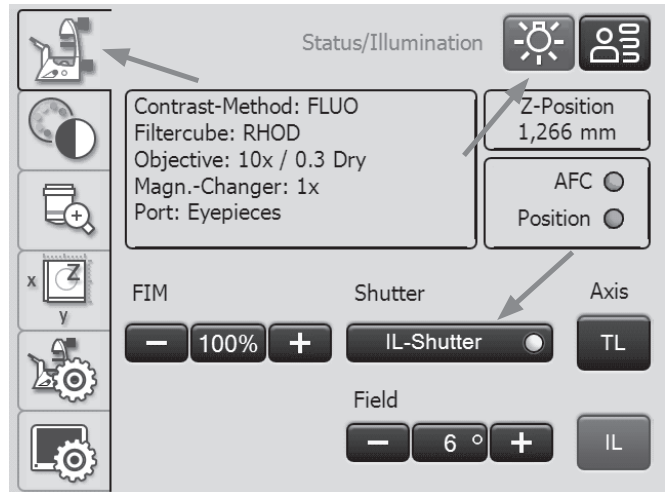 Status/Illumination
Contrast-Method: FLUO
Filtercube: RHOD
Objective: 10x / 0.3 Dry
Magn.-Changer: 1x
Port: Eyepieces
Z-Position
1,266 mm
AFC
Position
x Z
y
FIM
Shutter
Axis
− 100% +
IL-Shutter
TL
Field
− 6 ° +
IL